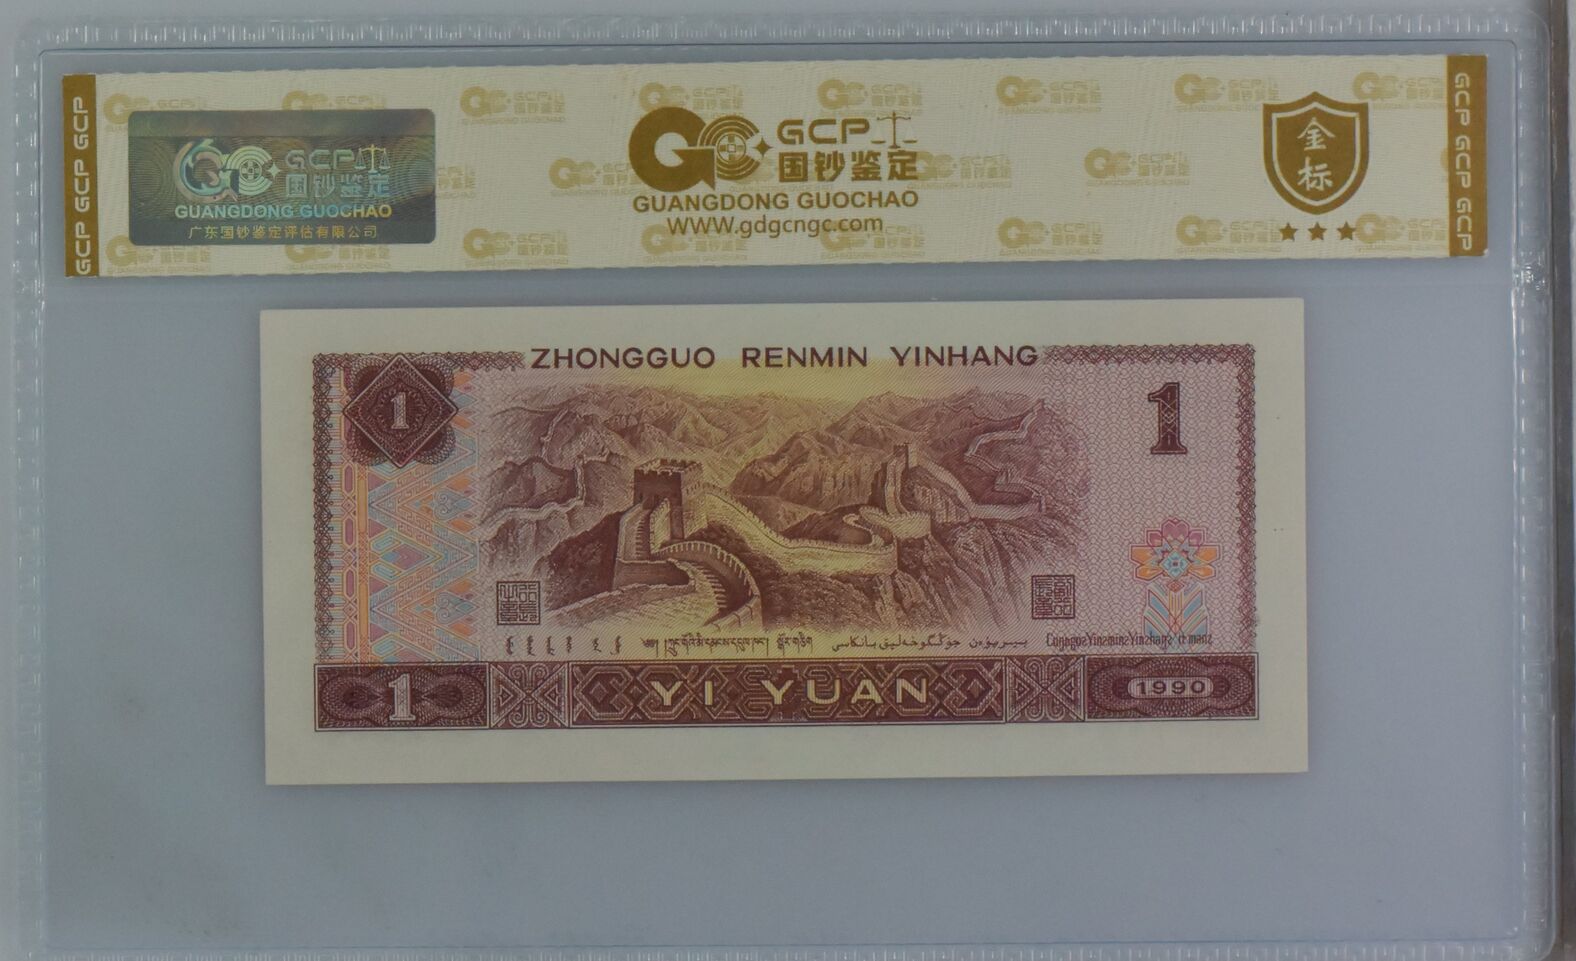 GCP GCP GCP
GCP
国钞鉴定
GUANGDONG GUOCHAO
广东国钞鉴定评估有限公司
GCP
国钞鉴定
GUANGDONG GUOCHAO
WWW.gdgcngc.com
金标
GCP GCP GCP
ZHONGGUO RENMIN YINHANG
1
1
1
YI YUAN
1990